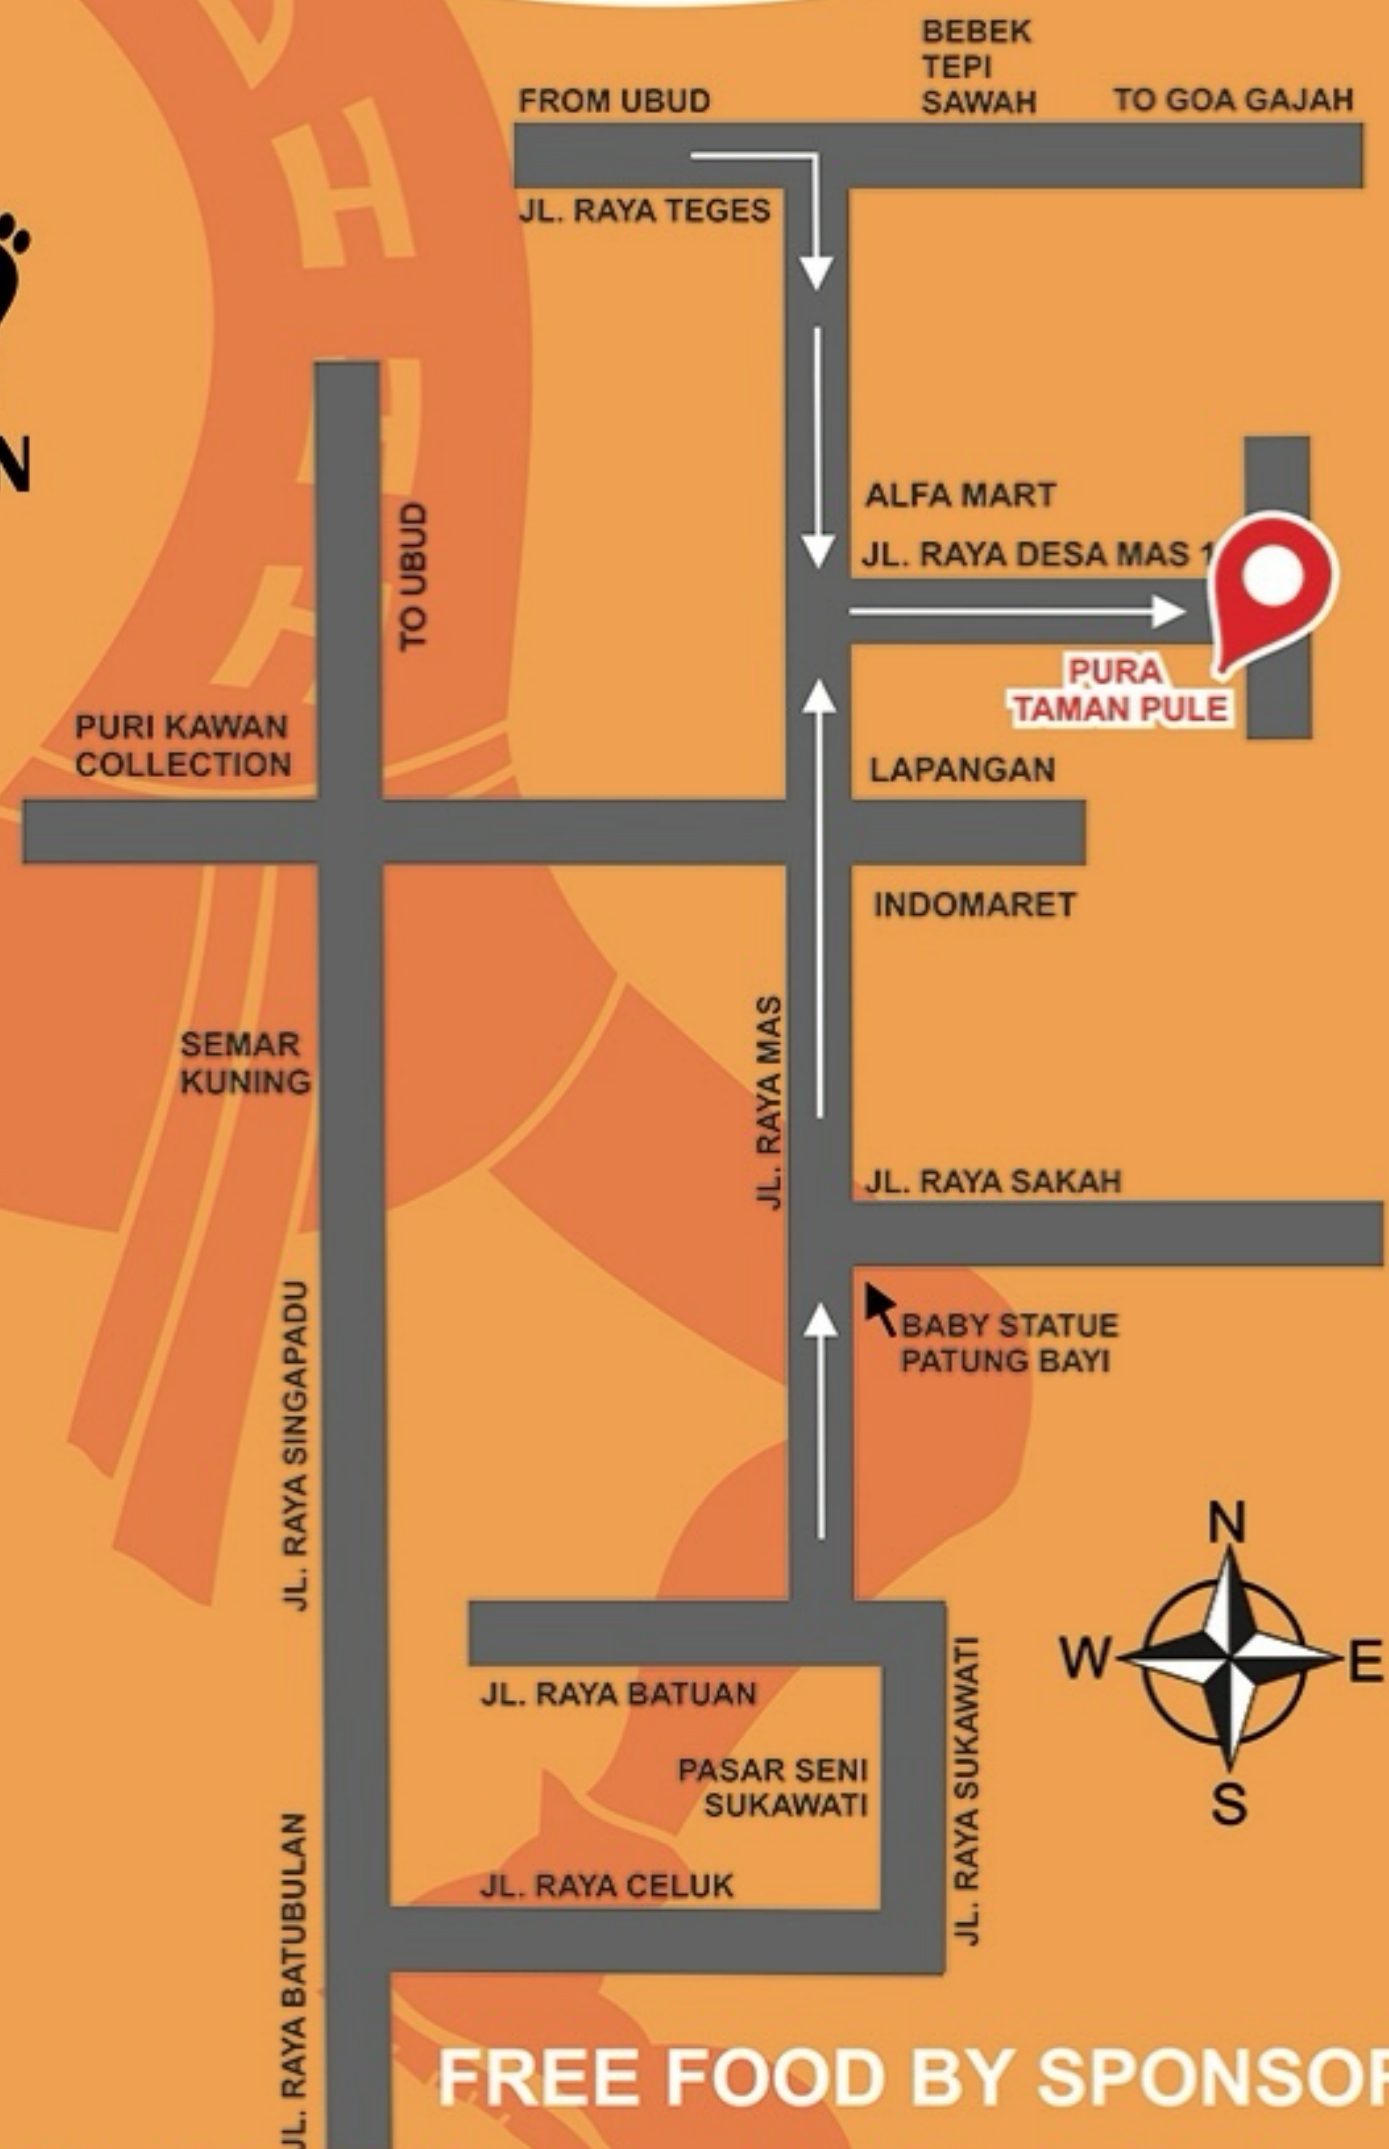 BEBEK
TEPI
SAWAH
FROM UBUD
TO GOA GAJAH
JL. RAYA TEGES
ALFA MART
JL. RAYA DESA MAS 1
TO UBUD
PURA
TAMAN PULE
PURI KAWAN
COLLECTION
LAPANGAN
INDOMARET
SEMAR
KUNING
JL. RAYA MAS
JL. RAYA SAKAH
BABY STATUE
PATUNG BAYI
JL. RAYA SINGAPADU
N
W
E
S
JL. RAYA BATUAN
PASAR SENI
SUKAWATI
JL. RAYA SUKAWATI
JL. RAYA CELUK
JL. RAYA BATUBULAN
FREE FOOD BY SPONSOR